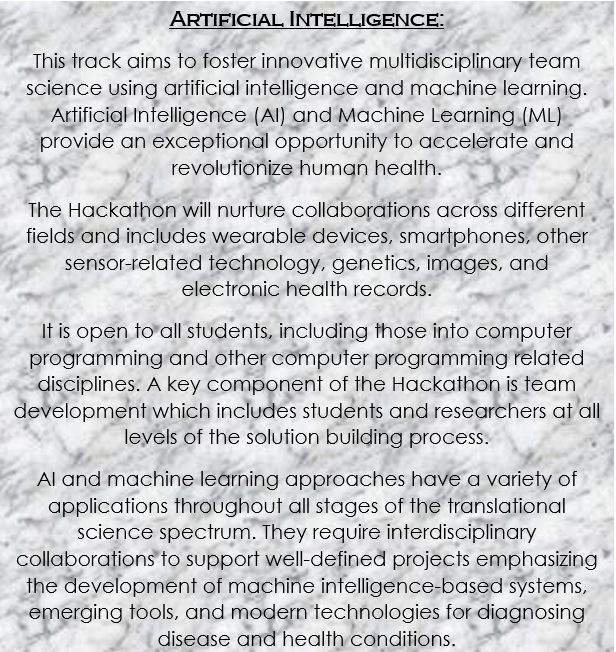 ARTIFICIAL INTELLIGENCE:
This track aims to foster innovative multidisciplinary team
science using artificial intelligence and machine learning.
Artificial Intelligence (AI) and Machine Learning (ML)
provide an exceptional opportunity to accelerate and
revolutionize human health.
The Hackathon will nurture collaborations across different
fields and includes wearable devices, smartphones, other
sensor-related technology, genetics, images, and
electronic health records.
It is open to all students, including those into computer
programming and other computer programming related
disciplines. A key component of the Hackathon is team
development which includes students and researchers at all
levels of the solution building process.
AI and machine learning approaches have a variety of
applications throughout all stages of the translational
science spectrum. They require interdisciplinary
collaborations to support well-defined projects emphasizing
the development of machine intelligence-based systems,
emerging tools, and modern technologies for diagnosing
disease and health conditions.